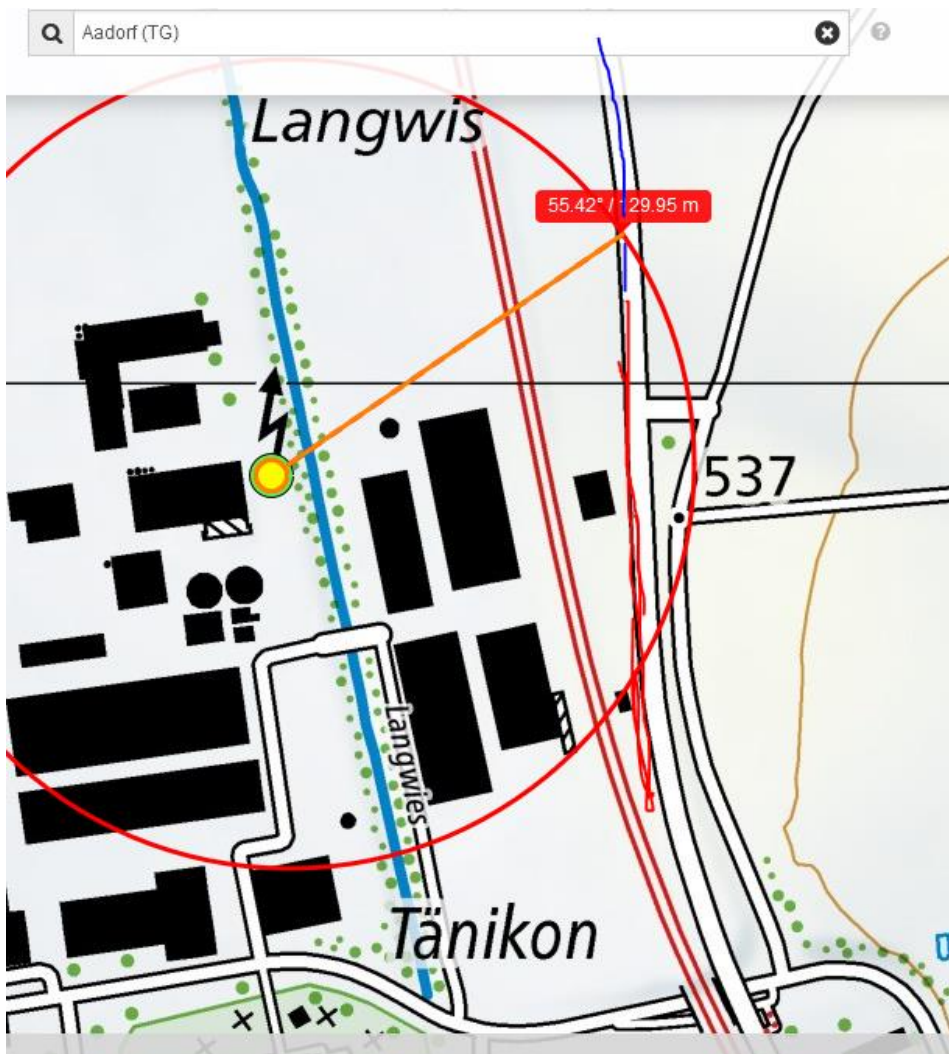 Aadorf (TG)
Langwis
55.42° / 129.95 m
537
Langwies
Tänikon